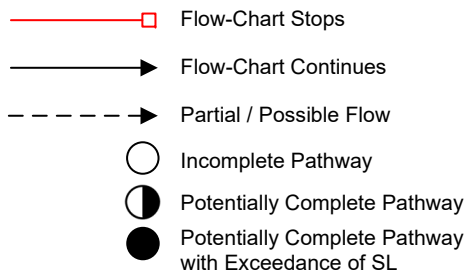 Flow-Chart Stops
Flow-Chart Continues
Partial / Possible Flow
Incomplete Pathway
Potentially Complete Pathway
Potentially Complete Pathway
with Exceedance of SL